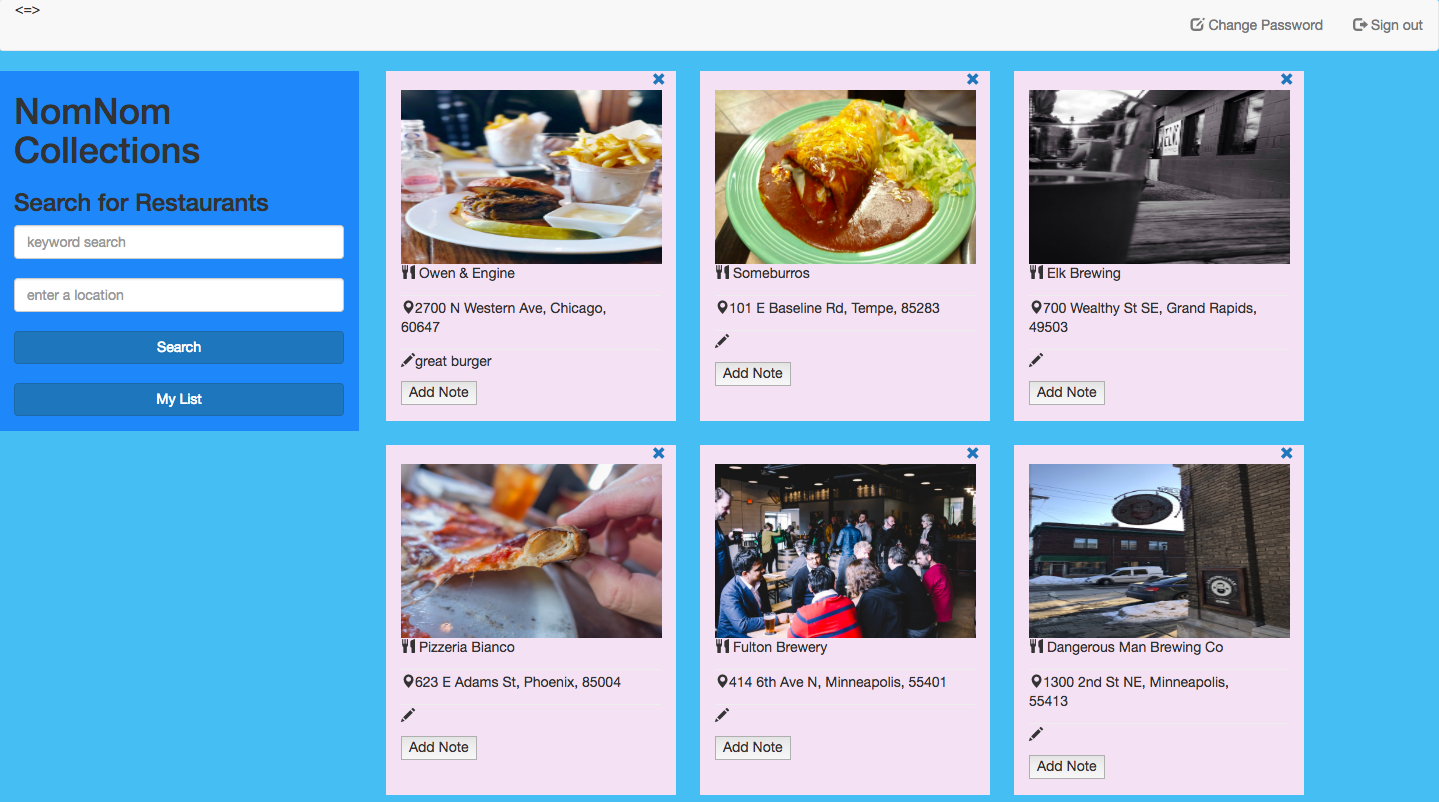 <=>
Change Password
Sign out
NomNom
Collections
Search for Restaurants
keyword search
enter a location
Search
My List
ELK
Owen & Engine
2700 N Western Ave, Chicago,
60647
great burger
Add Note
Someburros
101 E Baseline Rd, Tempe, 85283
Add Note
Elk Brewing
700 Wealthy St SE, Grand Rapids,
49503
Add Note
Pizzeria Bianco
623 E Adams St, Phoenix, 85004
Add Note
Fulton Brewery
414 6th Ave N, Minneapolis, 55401
Add Note
Dangerous Man Brewing Co
1300 2nd St NE, Minneapolis,
55413
Add Note